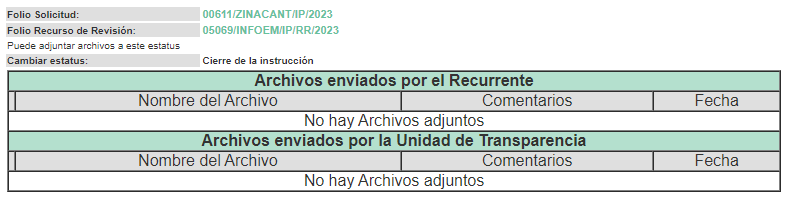 Folio Solicitud: 00611/ZINACANT/IP/2023
Folio Recurso de Revisión: 05069/INFOEM/IP/RR/2023
Puede adjuntar archivos a este estatus
Cambiar estatus: Cierre de la instrucción
Archivos enviados por el Recurrente
Nombre del Archivo Comentarios Fecha
No hay Archivos adjuntos
Archivos enviados por la Unidad de Transparencia
Nombre del Archivo Comentarios Fecha
No hay Archivos adjuntos